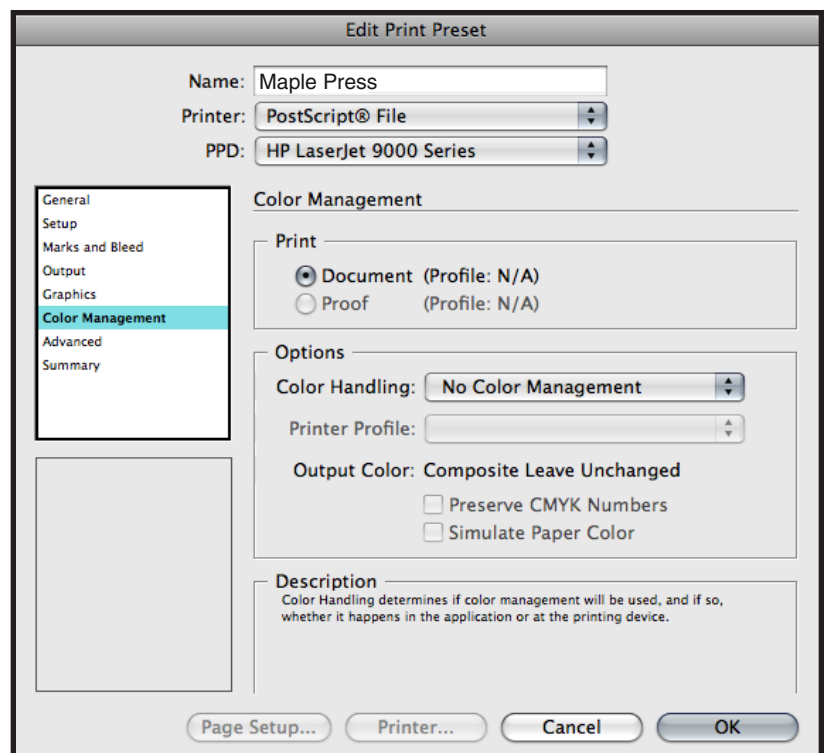 Edit Print Preset
Name: Maple Press
Printer: PostScript® File
PPD: HP LaserJet 9000 Series
General
Setup
Marks and Bleed
Output
Graphics
Color Management
Advanced
Summary
Color Management
Print
Document (Profile: N/A)
Proof (Profile: N/A)
Options
Color Handling: No Color Management
Printer Profile:
Output Color: Composite Leave Unchanged
Preserve CMYK Numbers
Simulate Paper Color
Description
Color Handling determines if color management will be used, and if so,
whether it happens in the application or at the printing device.
Page Setup... Printer... Cancel OK